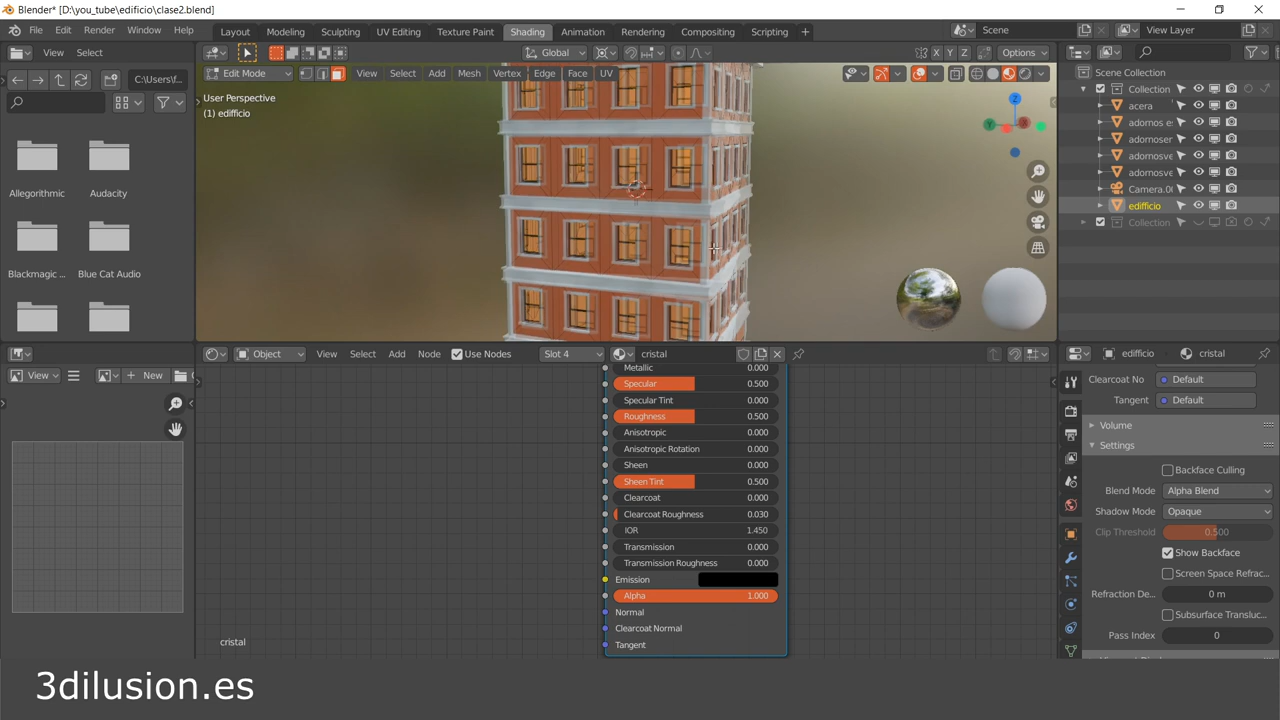 Blender* [D:\you_tube\edificio\clase2.blend]
File Edit Render Window Help
Layout Modeling Sculpting UV Editing Texture Paint Shading Animation Rendering Compositing Scripting +
Scene
View Layer
View Select
Global
X Y Z
Options
Edit Mode
View Select Add Mesh Vertex Edge Face UV
User Perspective
(1) edifficio
Z
Y
X
C:\Users\f...
Allegorithmic
Audacity
Blackmagic ...
Blue Cat Audio
Scene Collection
Collection
acera
adornos e
adornoser
adornosve
adornosve
Camera.0
edifficio
Collection
View
New
Object
View Select Add Node
Use Nodes
Slot 4
cristal
Metallic 0.000
Specular 0.500
Specular Tint 0.000
Roughness 0.500
Anisotropic 0.000
Anisotropic Rotation 0.000
Sheen 0.000
Sheen Tint 0.500
Clearcoat 0.000
Clearcoat Roughness 0.030
IOR 1.450
Transmission 0.000
Transmission Roughness 0.000
Emission
Alpha 1.000
Normal
Clearcoat Normal
Tangent
cristal
edifficio
cristal
Clearcoat No Default
Tangent Default
Volume
Settings
Backface Culling
Blend Mode Alpha Blend
Shadow Mode Opaque
Clip Threshold 0.500
Show Backface
Screen Space Refrac...
Refraction De... 0 m
Subsurface Transluc...
Pass Index 0
3dilusion.es